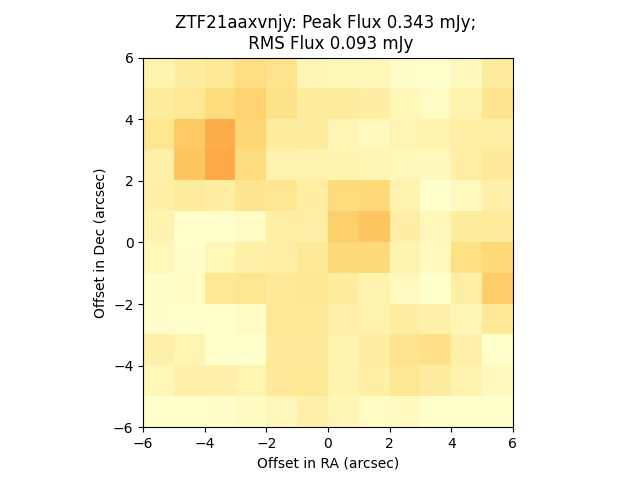 ZTF21aaxvnjy: Peak Flux 0.343 mJy;
RMS Flux 0.093 mJy
6
4
2
0
−2
−4
−6
Offset in Dec (arcsec)
−6 −4 −2 0 2 4 6
Offset in RA (arcsec)